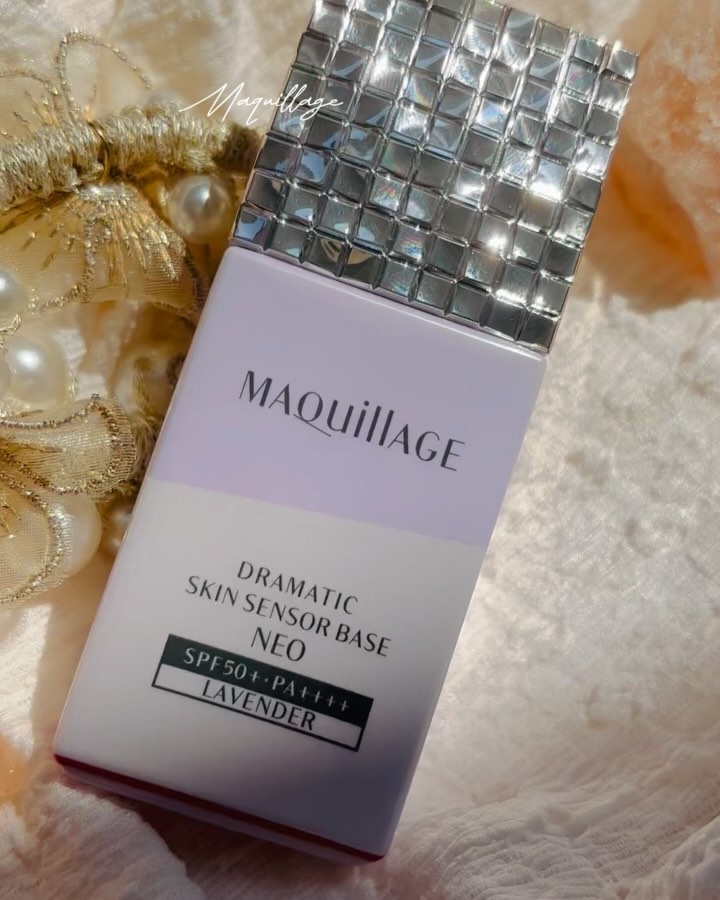 Maquillage
MAQuillAGE
DRAMATIC
SKIN SENSOR BASE
NEO
SPF50+·PA++++
LAVENDER